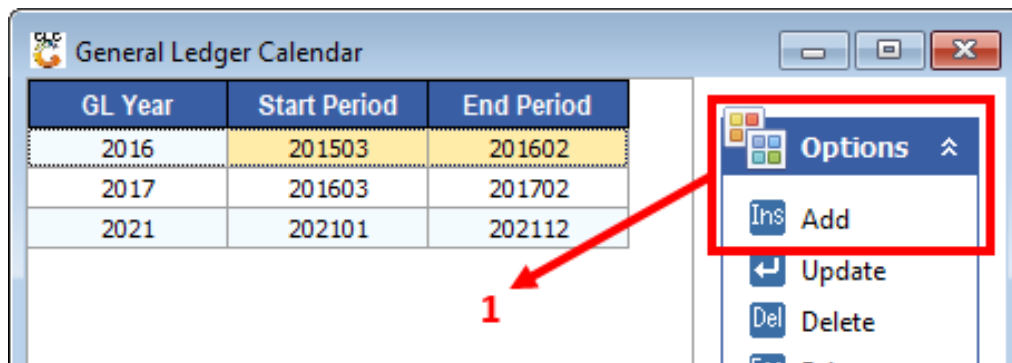 General Ledger Calendar
GL Year Start Period End Period
2016 201503 201602
2017 201603 201702
2021 202101 202112
Options
Ins Add
Update
Del Delete
1